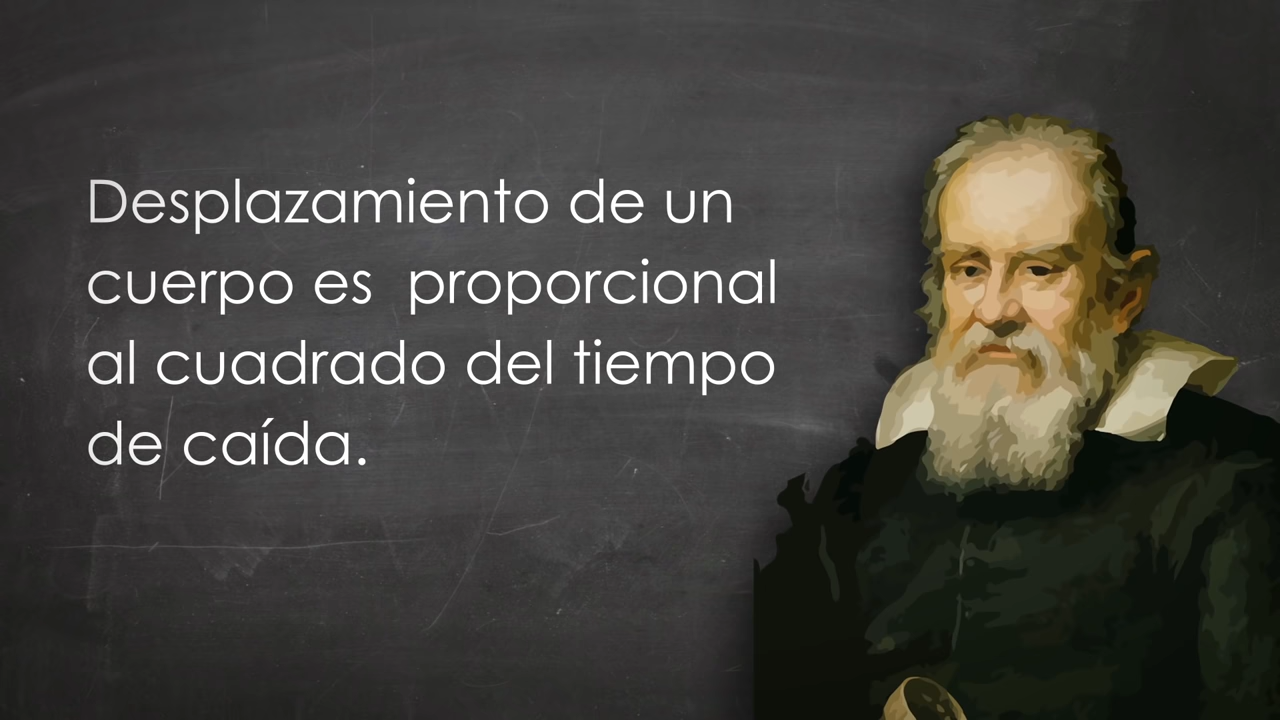 Desplazamiento de un
cuerpo es  proporcional
al cuadrado del tiempo
de caída.